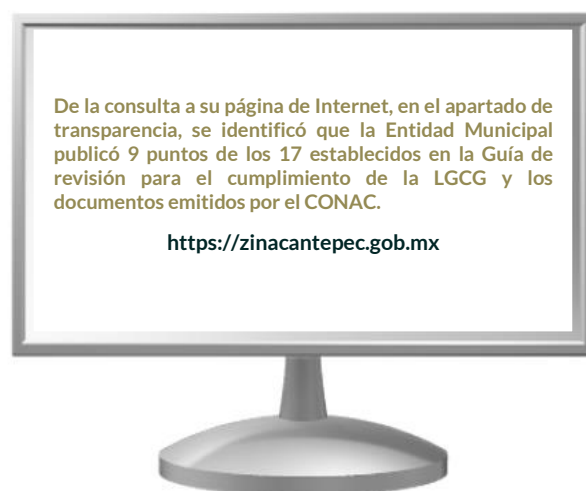 De la consulta a su página de Internet, en el apartado de
transparencia, se identificó que la Entidad Municipal
publicó 9 puntos de los 17 establecidos en la Guía de
revisión para el cumplimiento de la LGCG y los
documentos emitidos por el CONAC.
https://zinacantepec.gob.mx